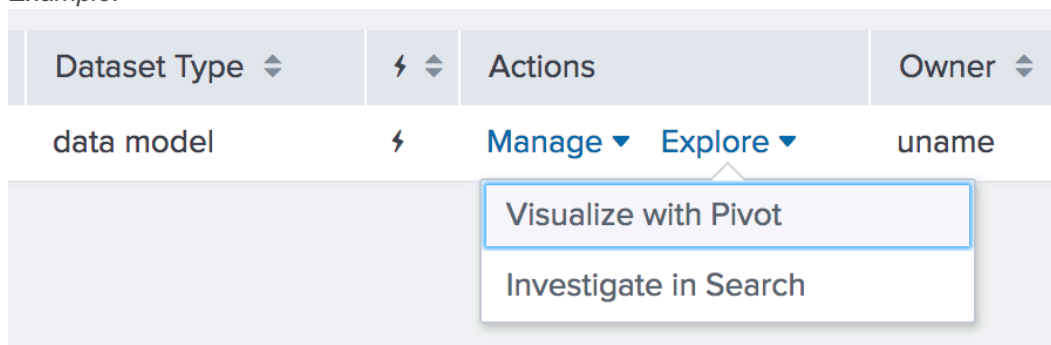 Example:
Dataset Type Actions Owner
data model Manage Explore uname
Visualize with Pivot
Investigate in Search